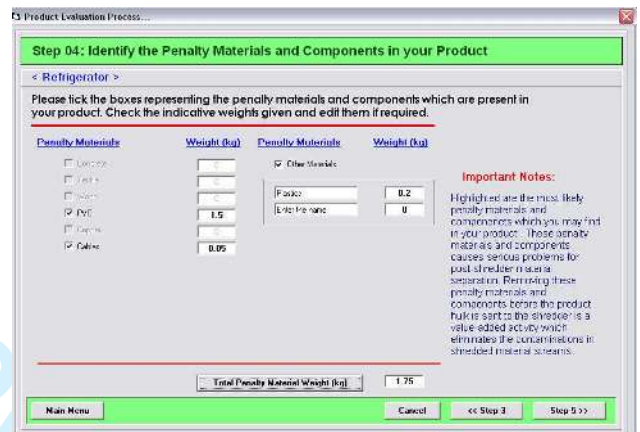 Product Evaluation Process...
Step 04: Identify the Penalty Materials and Components in your Product
< Refrigerator >
Please tick the boxes representing the penalty materials and components which are present in
your product. Check the indicative weights given and edit them if required.
Penalty Materials Weight (kg) Penalty Materials Weight (kg)
Concrete 0 Other Materials
0
Wood 0 Plastics 0.2
PVC 1.5 Enter the name 0
0
Cables 0.05
Important Notes:
Highlighted are the most likely
penalty materials and
components which you may find
in your product. These penalty
materials and components
causes serious problems for
post-shredder material
separation. Removing these
penalty materials and
components before the product
hulk is sent to the shredder is a
value-added activity which
eliminates the contaminations in
shredded material streams.
Total Penalty Material Weight (kg) 1.75
Main Menu Cancel << Step 3 Step 5 >>